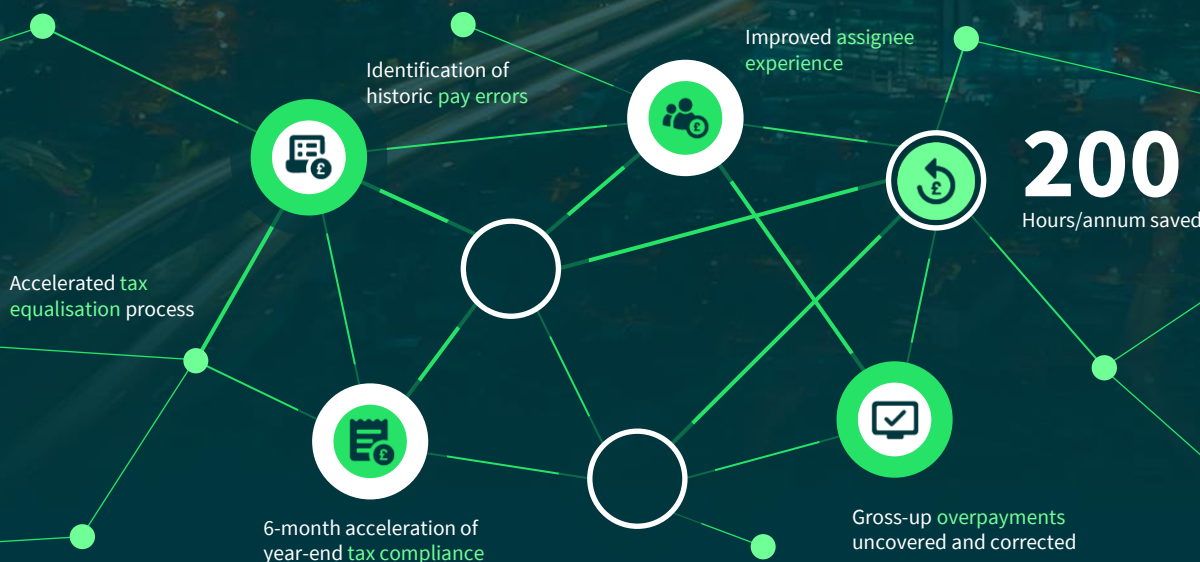 Improved assignee
experience
Identification of
historic pay errors
200
Hours/annum saved
Accelerated tax
equalisation process
6-month acceleration of
year-end tax compliance
Gross-up overpayments
uncovered and corrected
£
£
£
£